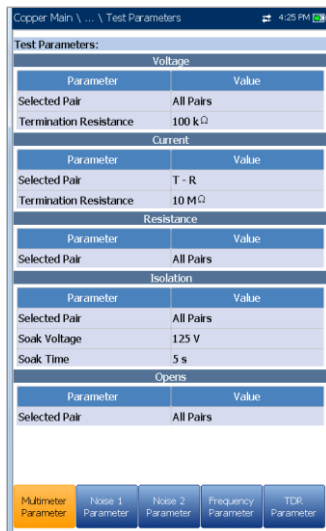 Copper Main \ ... \ Test Parameters 4:25 PM
Test Parameters:
Voltage
Parameter Value
Selected Pair All Pairs
Termination Resistance 100 kΩ
Current
Parameter Value
Selected Pair T - R
Termination Resistance 10 MΩ
Resistance
Parameter Value
Selected Pair All Pairs
Isolation
Parameter Value
Selected Pair All Pairs
Soak Voltage 125 V
Soak Time 5 s
Opens
Parameter Value
Selected Pair All Pairs
Multimeter Parameter
Noise 1 Parameter
Noise 2 Parameter
Frequency Parameter
TDR Parameter